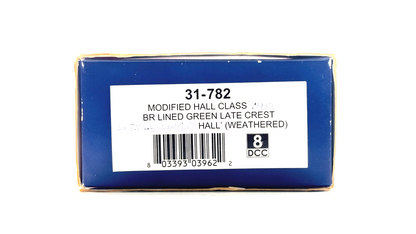 31-782
MODIFIED HALL CLASS
BR LINED GREEN LATE CREST
HALL' (WEATHERED)
8
DCC
8 03393 03962 2